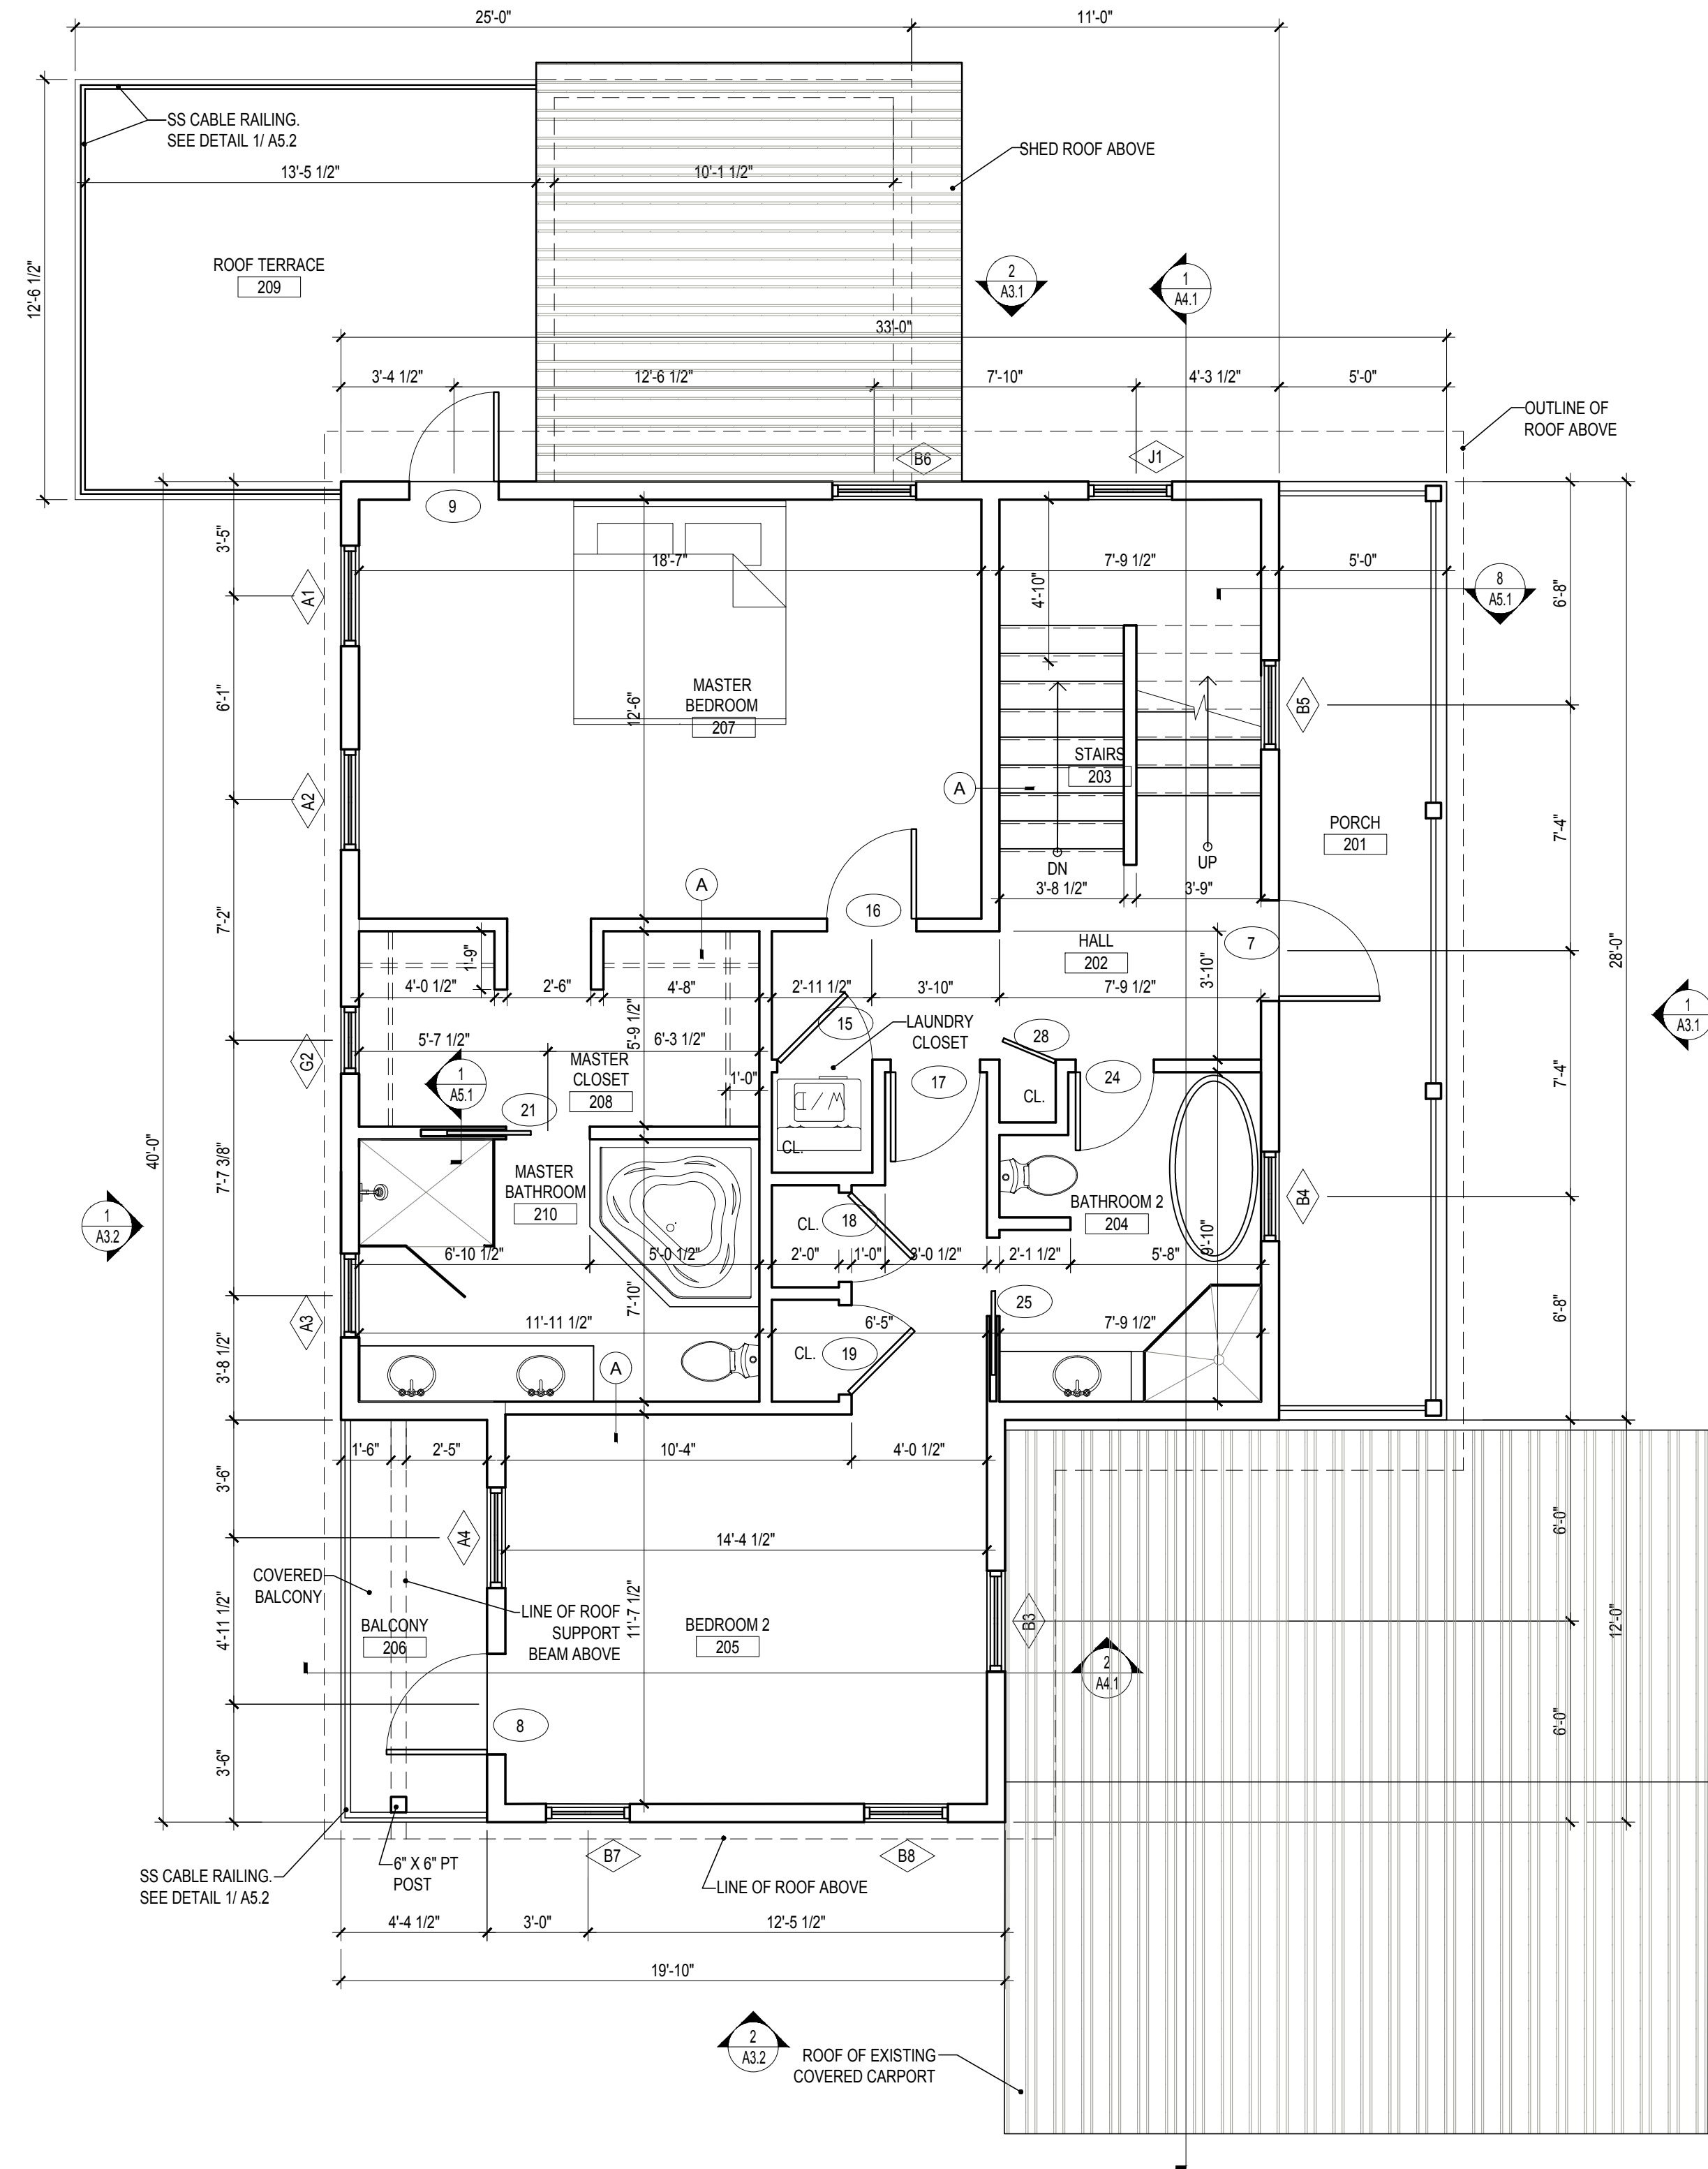 25'-0"
11'-0"
SS CABLE RAILING.
SEE DETAIL 1/ A5.2
SHED ROOF ABOVE
13'-5 1/2"
10'-1 1/2"
12'-6 1/2"
ROOF TERRACE
209
2
A3.1
1
A4.1
33'-0"
3'-4 1/2"
12'-6 1/2"
7'-10"
4'-3 1/2"
5'-0"
OUTLINE OF
ROOF ABOVE
B6
J1
9
3'-5"
18'-7"
7'-9 1/2"
5'-0"
A1
4'-10"
8
A5.1
6'-8"
6'-1"
MASTER
BEDROOM
207
12'-6"
B5
STAIRS
203
A
A2
PORCH
201
7'-4"
DN
UP
3'-8 1/2"
3'-9"
A
16
7'-2"
HALL
202
7
28'-0"
1'-9"
3'-10"
4'-0 1/2"
2'-6"
4'-8"
2'-11 1/2"
3'-10"
7'-9 1/2"
1
A3.1
15
LAUNDRY
CLOSET
28
5'-7 1/2"
5'-9 1/2"
6'-3 1/2"
G2
MASTER
CLOSET
208
1
A5.1
1'-0"
17
24
7'-4"
21
W/D
CL.
CL.
40'-0"
7'-7 3/8"
MASTER
BATHROOM
210
BATHROOM 2
204
B4
1
A3.2
CL.
18
6'-10 1/2"
5'-0 1/2"
2'-0"
1'-0"
3'-0 1/2"
2'-1 1/2"
5'-8"
9'-10"
7'-10"
25
6'-8"
A3
11'-11 1/2"
6'-5"
7'-9 1/2"
3'-8 1/2"
CL.
19
A
1'-6"
2'-5"
10'-4"
4'-0 1/2"
3'-6"
A4
14'-4 1/2"
6'-0"
COVERED
BALCONY
LINE OF ROOF
SUPPORT
BEAM ABOVE
11'-7 1/2"
4'-11 1/2"
BALCONY
206
BEDROOM 2
205
B3
12'-0"
2
A4.1
8
6'-0"
3'-6"
B7
B8
6" X 6" PT
POST
SS CABLE RAILING.
SEE DETAIL 1/ A5.2
LINE OF ROOF ABOVE
4'-4 1/2"
3'-0"
12'-5 1/2"
19'-10"
2
A3.2
ROOF OF EXISTING
COVERED CARPORT